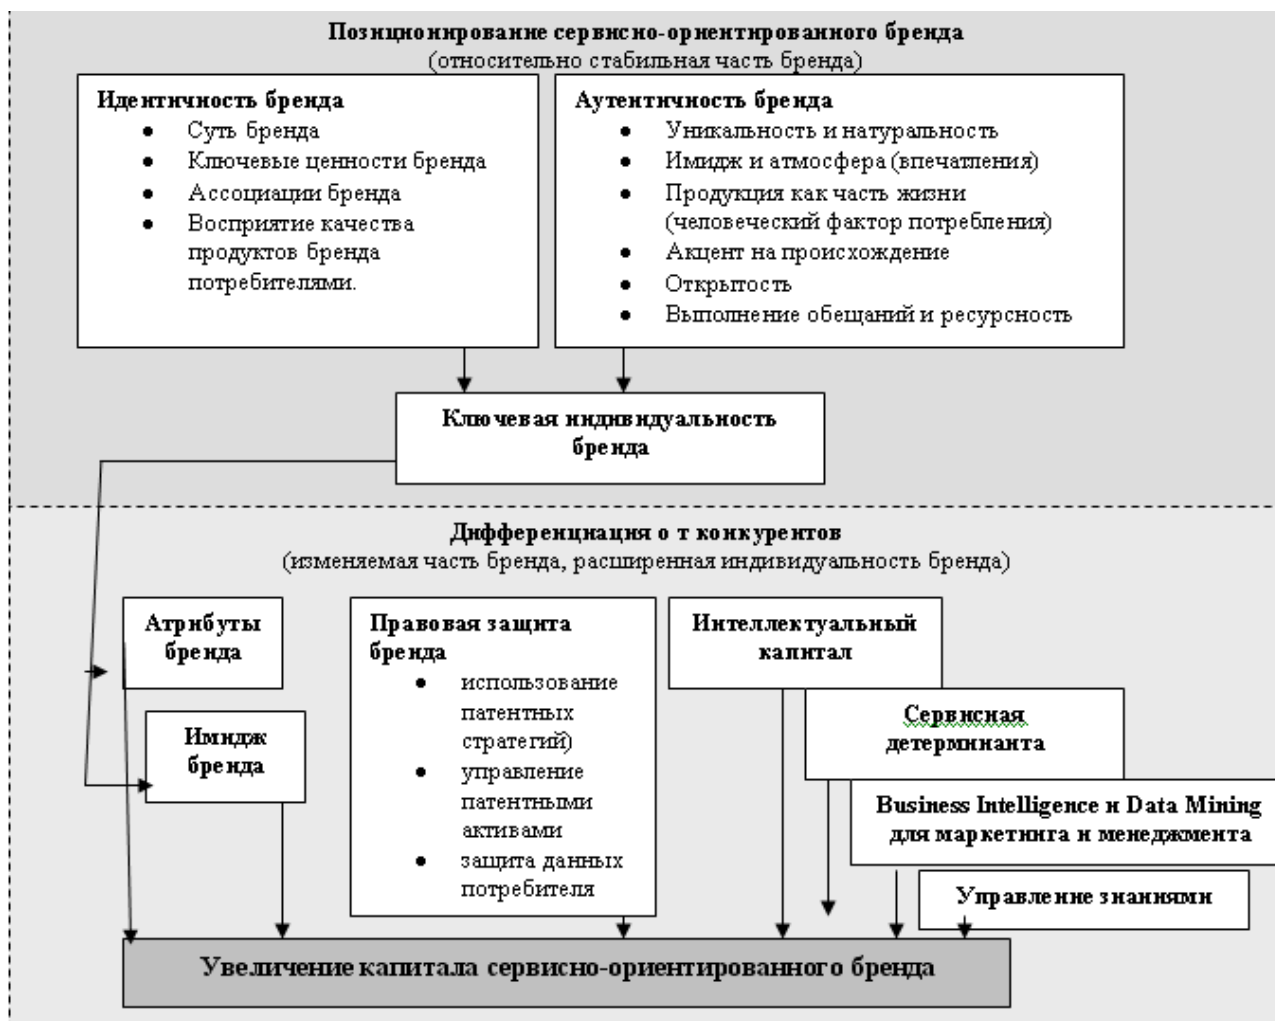 Позиционирование сервисно-ориентированного бренда
(относительно стабильная часть бренда)
Идентичность бренда
● Суть бренда
● Ключевые ценности бренда
● Ассоциации бренда
● Восприятие качества
продуктов бренда
потребителями.
Аутентичность бренда
● Уникальность и натуральность
● Имидж и атмосфера (впечатления)
● Продукция как часть жизни
(человеческий фактор потребления)
● Акцент на происхождение
● Открытость
● Выполнение обещаний и ресурсность
Ключевая индивидуальность
бренда
Дифференциация о т конкурентов
(изменяемая часть бренда, расширенная индивидуальность бренда)
Атрибуты
бренда
Имидж
бренда
Правовая защита
бренда
● использование
патентных
стратегий)
● управление
патентными
активами
● защита данных
потребителя
Интеллектуальный
капитал
Сервисная
детерминанта
Business Intelligence и Data Mining
для маркетинга и менеджмента
Управление знаниями
Увеличение капитала сервисно-ориентированного бренда